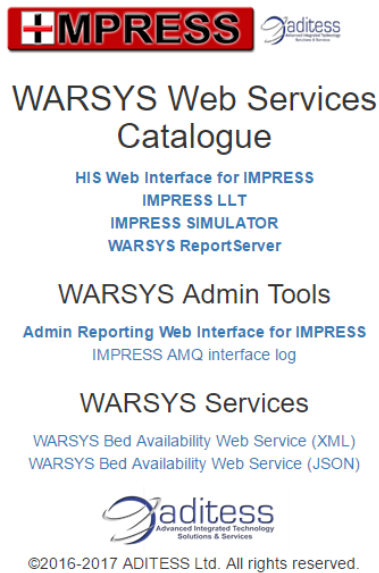 IMPRESS aditess
Advanced Integrated Technology
Solutions & Services
WARSYS Web Services
Catalogue
HIS Web Interface for IMPRESS
IMPRESS LLT
IMPRESS SIMULATOR
WARSYS ReportServer
WARSYS Admin Tools
Admin Reporting Web Interface for IMPRESS
IMPRESS AMQ interface log
WARSYS Services
WARSYS Bed Availability Web Service (XML)
WARSYS Bed Availability Web Service (JSON)
aditess
Advanced Integrated Technology
Solutions & Services
©2016-2017 ADITESS Ltd. All rights reserved.